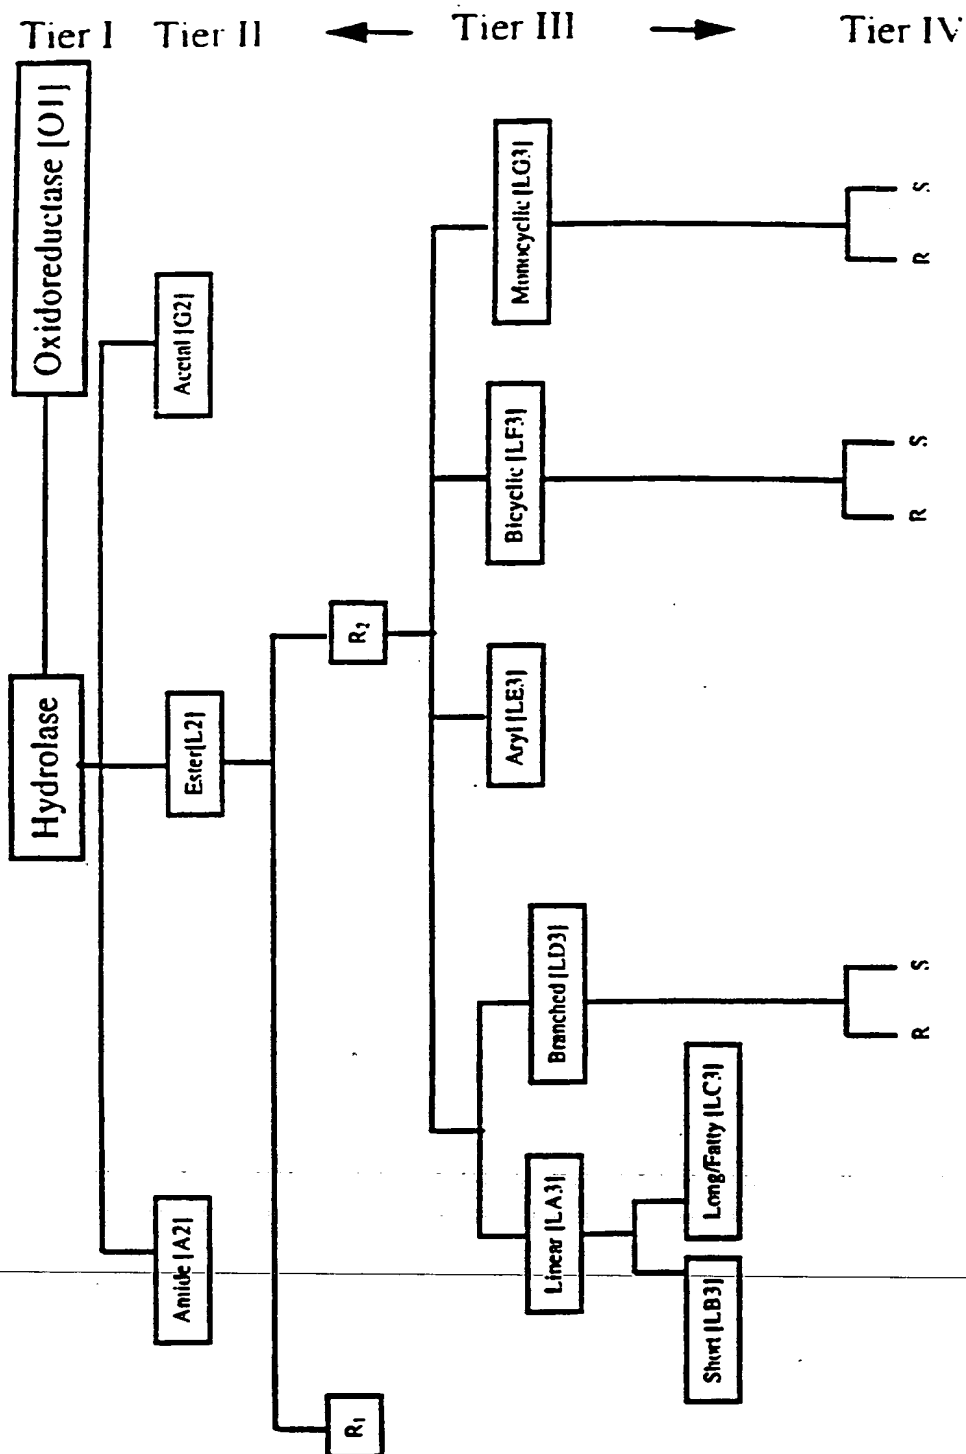 Tier I
Tier II
Tier III
Tier IV
Hydrolase
Oxidoreductase [O1]
Amide [A2]
Ester[L2]
Acetal [G2]
R1
R2
Linear [LA3]
Branched [LD3]
Aryl [LE3]
Bicyclic [LF3]
Monocyclic [LG3]
Short [LB3]
Long/Fatty [LC3]
R
S
R
S
R
S